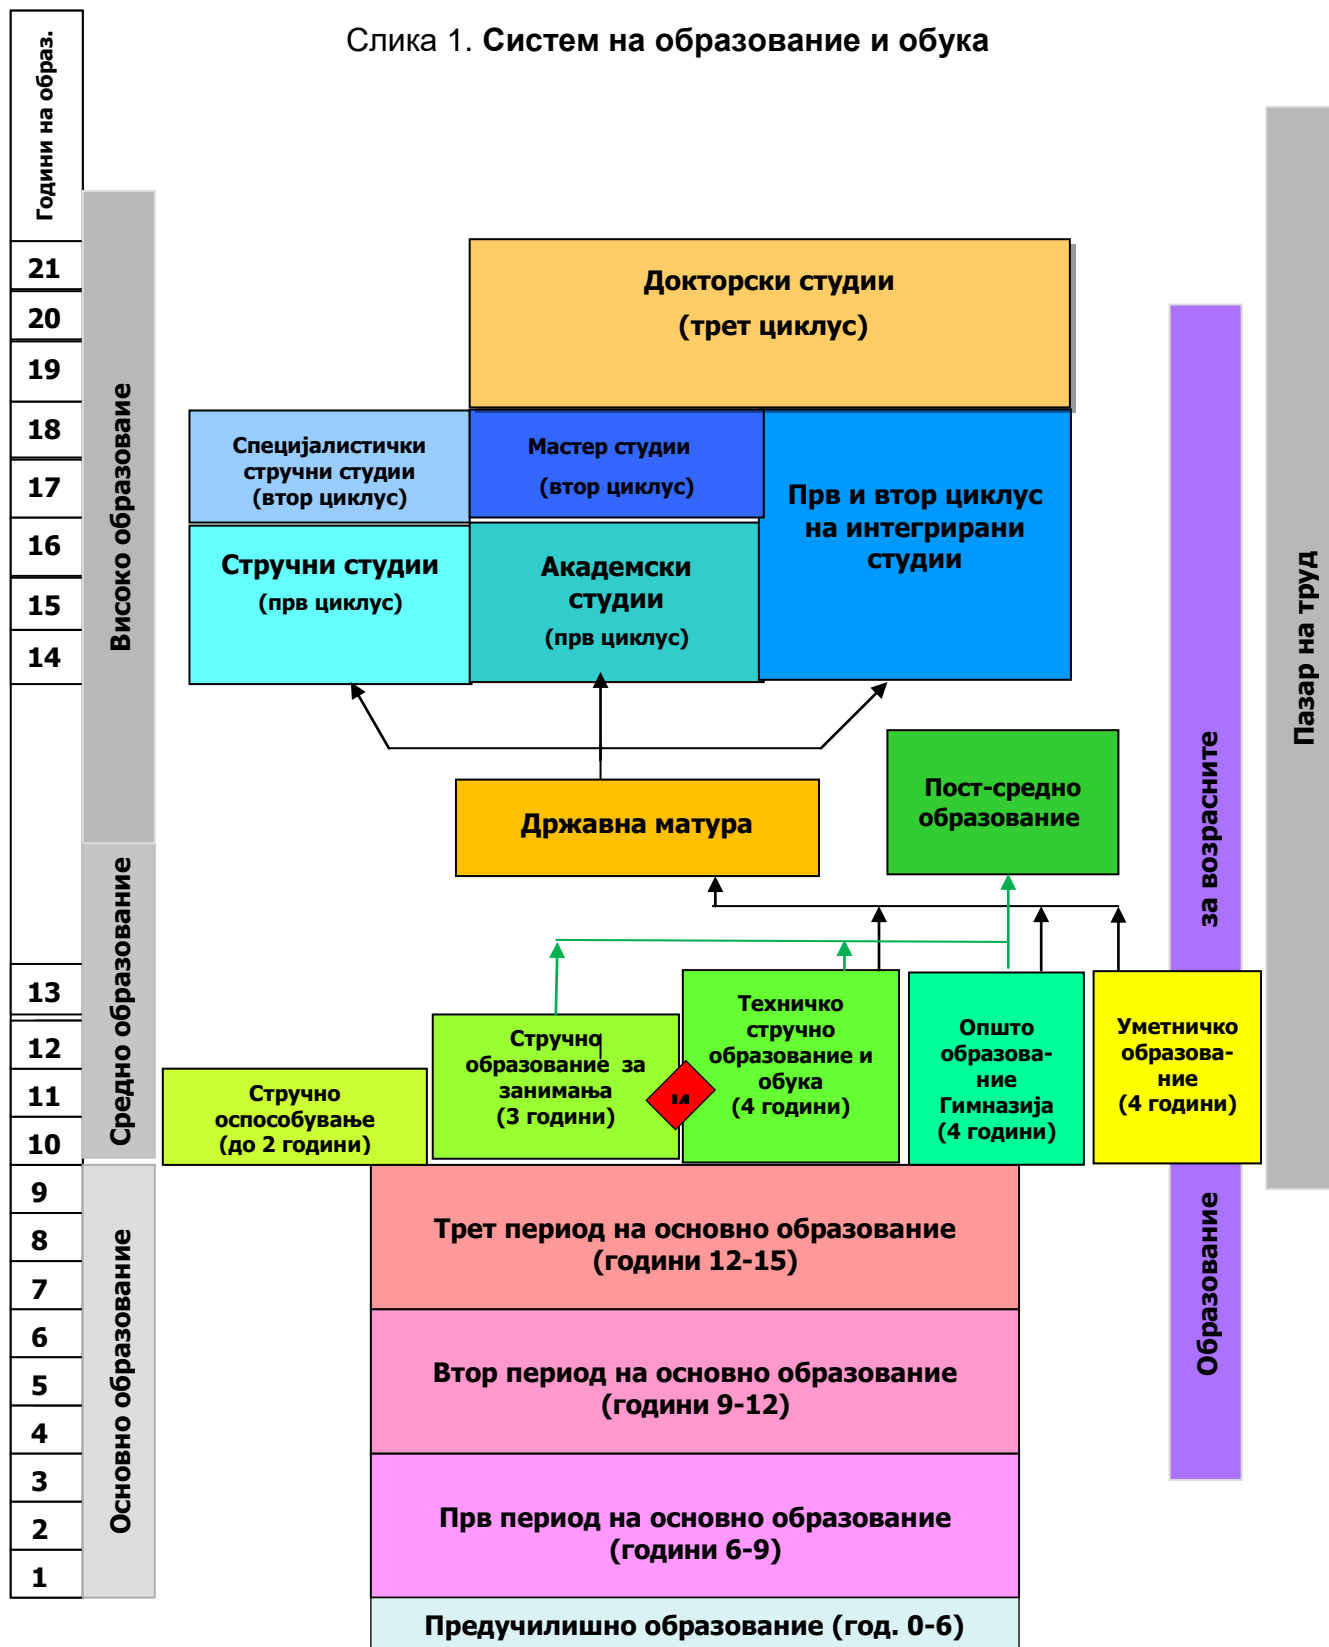 Слика 1. Систем на образование и обука
Години на образ.
21
20
19
18
17
16
15
14
13
12
11
10
9
8
7
6
5
4
3
2
1
Високо образоваие
Средно образование
Основно образование
Докторски студии
(трет циклус)
Специјалистички
стручни студии
(втор циклус)
Мастер студии
(втор циклус)
Прв и втор циклус
на интегрирани
студии
Стручни студии
(прв циклус)
Академски
студии
(прв циклус)
Државна матура
Пост-средно
образование
Стручно
оспособување
(до 2 години)
Стручно
образование за
занимања
(3 години)
Техничко
стручно
образование и
обука
(4 години)
Општо
образова-
ние
Гимназија
(4 години)
Уметничко
образова-
ние
(4 години)
Трет период на основно образование
(години 12-15)
Втор период на основно образование
(години 9-12)
Прв период на основно образование
(години 6-9)
Предучилишно образование (год. 0-6)
Образование за возрасните
Пазар на труд